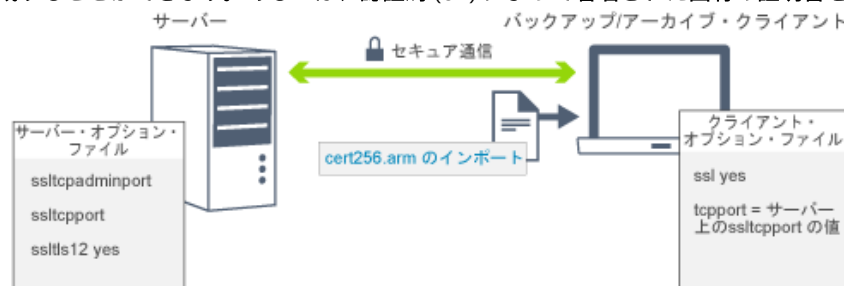 サーバー
バックアップ/アーカイブ・クライアント
セキュア通信
サーバー・オプション・
ファイル
ssltcpadminport
ssltcpport
ssltls12 yes
cert256.arm のインポート
クライアント・
オプション・ファイル
ssl yes
tcpport = サーバー
上のssltcpport の値